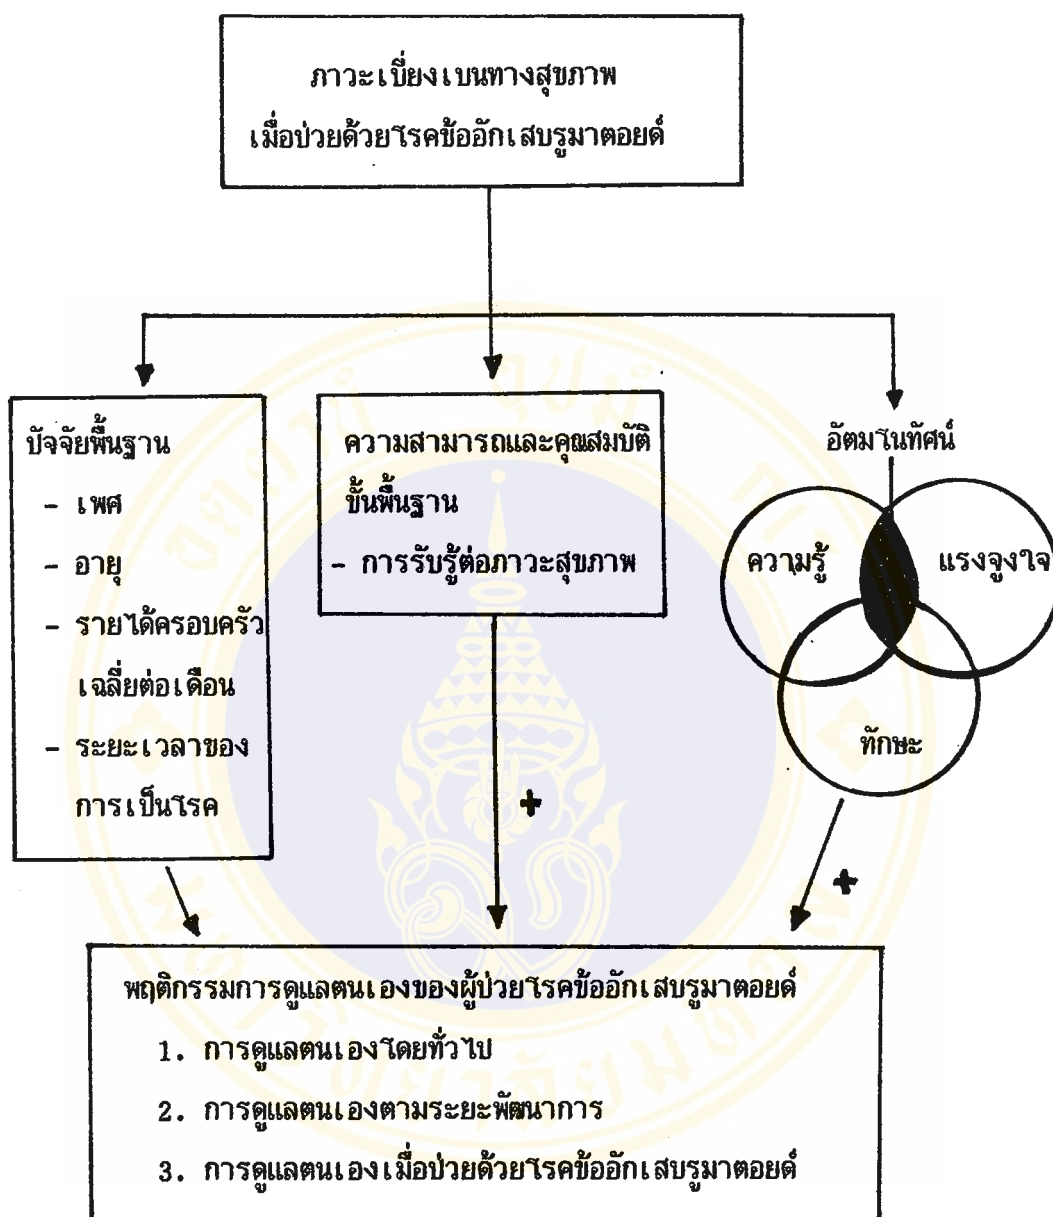 ภาวะเบี่ยงเบนทางสุขภาพ
เมื่อป่วยด้วยโรคข้ออักเสบรูมาตอยด์
ปัจจัยพื้นฐาน
- เพศ
- อายุ
- รายได้ครอบครัว
เฉลี่ยต่อเดือน
- ระยะเวลาของ
การเป็นโรค
ความสามารถและคุณสมบัติ
ขั้นพื้นฐาน
- การรับรู้ต่อภาวะสุขภาพ
อัตมโนทัศน์
ความรู้
แรงจูงใจ
ทักษะ
+
+
พฤติกรรมการดูแลตนเองของผู้ป่วยโรคข้ออักเสบรูมาตอยด์
1. การดูแลตนเองโดยทั่วไป
2. การดูแลตนเองตามระยะพัฒนาการ
3. การดูแลตนเองเมื่อป่วยด้วยโรคข้ออักเสบรูมาตอยด์